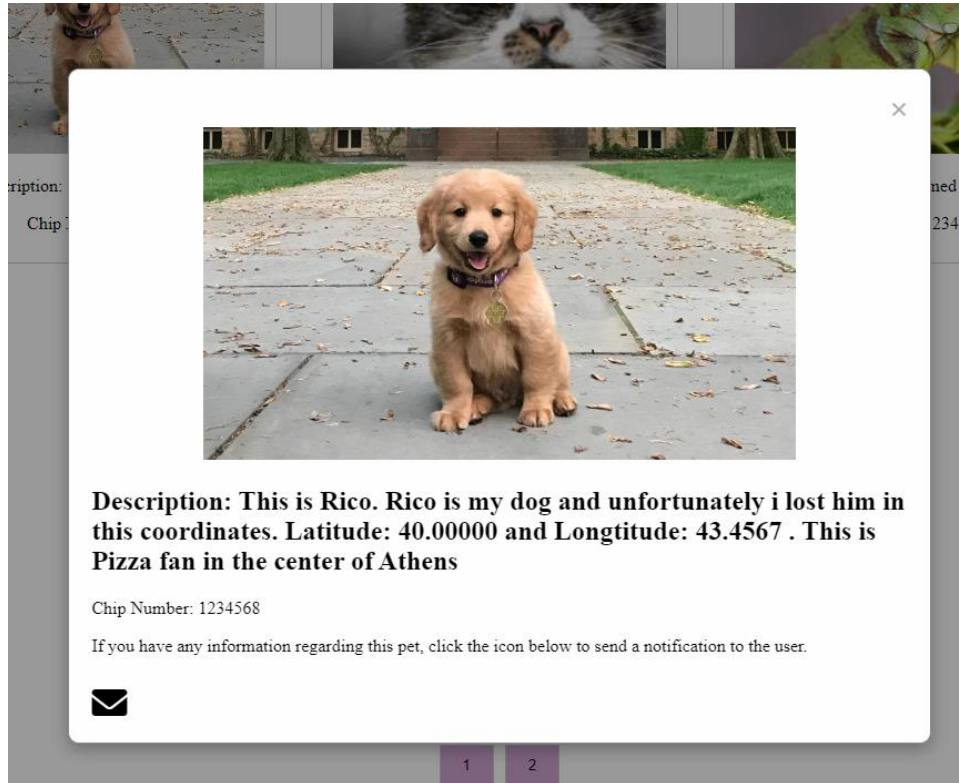 ×
Description: This is Rico. Rico is my dog and unfortunately i lost him in
this coordinates. Latitude: 40.00000 and Longtitude: 43.4567 . This is
Pizza fan in the center of Athens
Chip Number: 1234568
If you have any information regarding this pet, click the icon below to send a notification to the user.
Chip
234
1 2